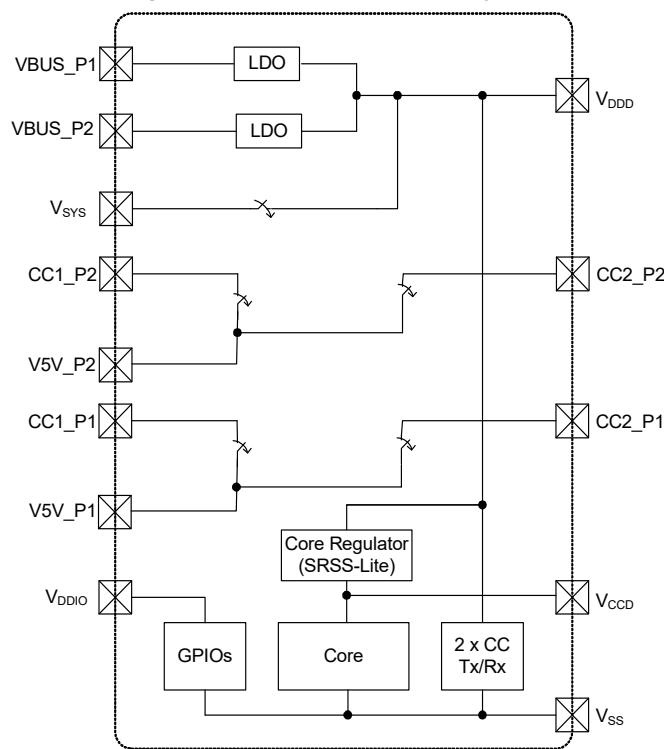 VBUS_P1
LDO
VDDD
VBUS_P2
LDO
VSYS
CC1_P2
CC2_P2
V5V_P2
CC1_P1
CC2_P1
V5V_P1
Core Regulator
(SRSS-Lite)
VDDIO
VCCD
GPIOs
Core
2 x CC
Tx/Rx
VSS